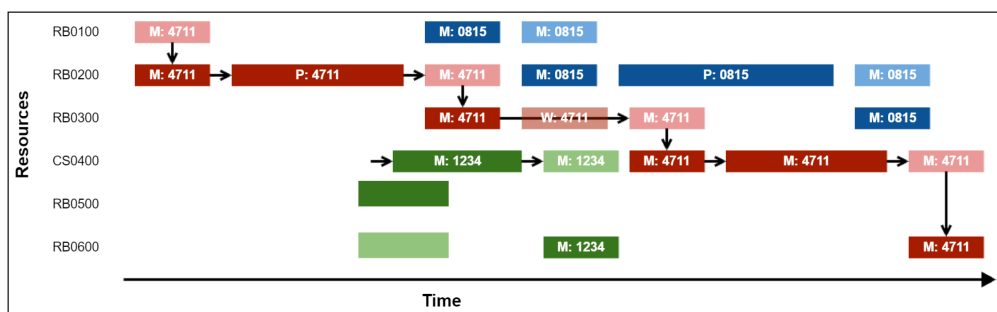 RB0100 M: 4711 M: 0815 M: 0815
RB0200 M: 4711 P: 4711 M: 4711 M: 0815 P: 0815 M: 0815
RB0300 M: 4711 W: 4711 M: 4711 M: 0815
CS0400 M: 1234 M: 1234 M: 4711 M: 4711 M: 4711
RB0500
RB0600 M: 1234 M: 4711
Resources
Time